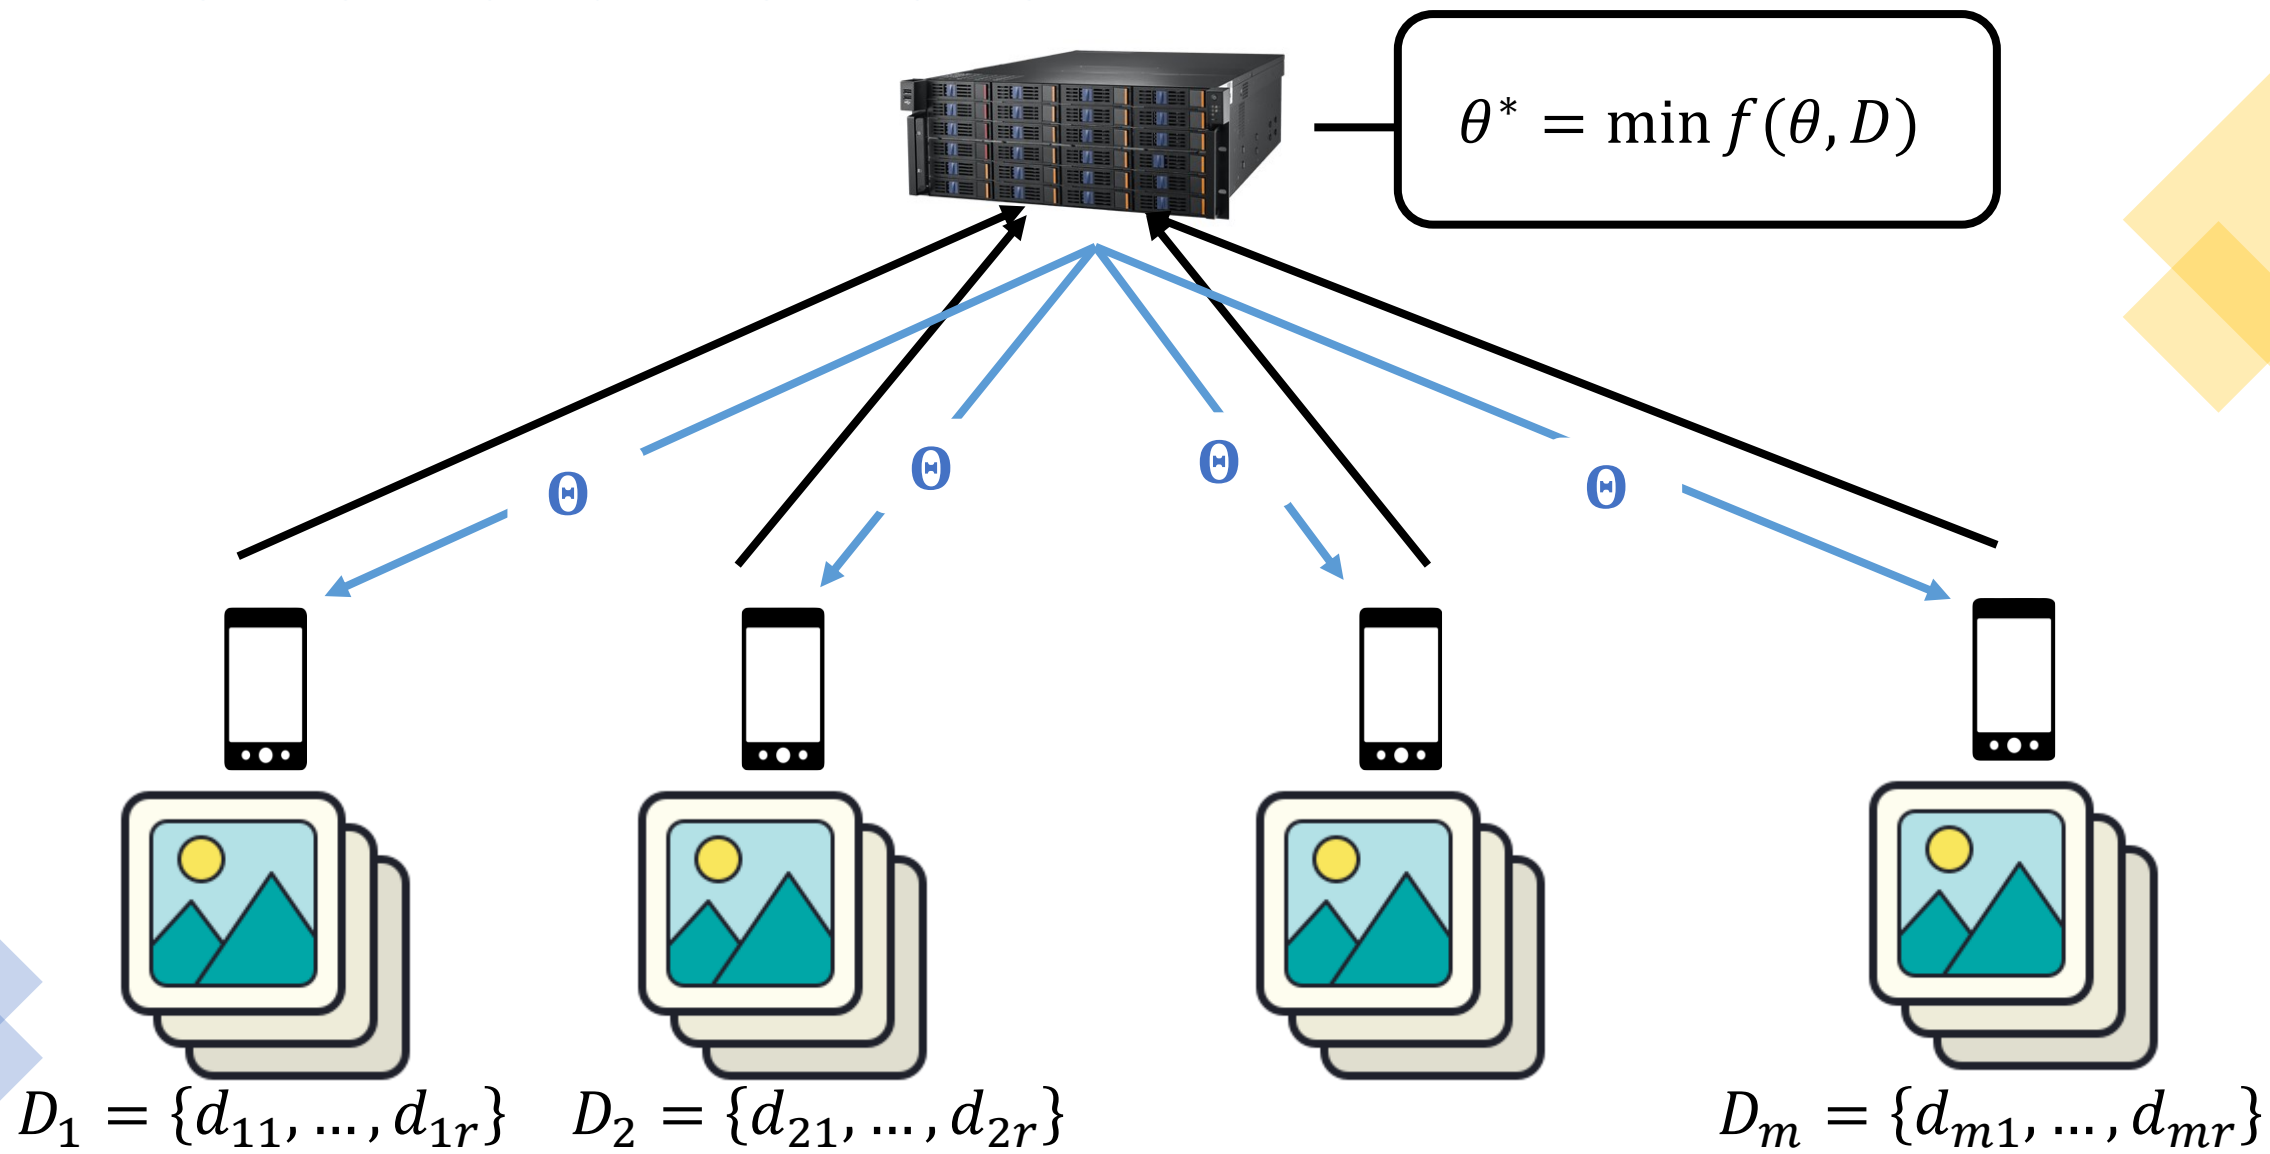 θ* = min f(θ, D)
Θ
Θ
Θ
Θ
D₁ = {d₁₁, … , d₁ᵣ}
D₂ = {d₂₁, … , d₂ᵣ}
Dₘ = {dₘ₁, … , dₘᵣ}